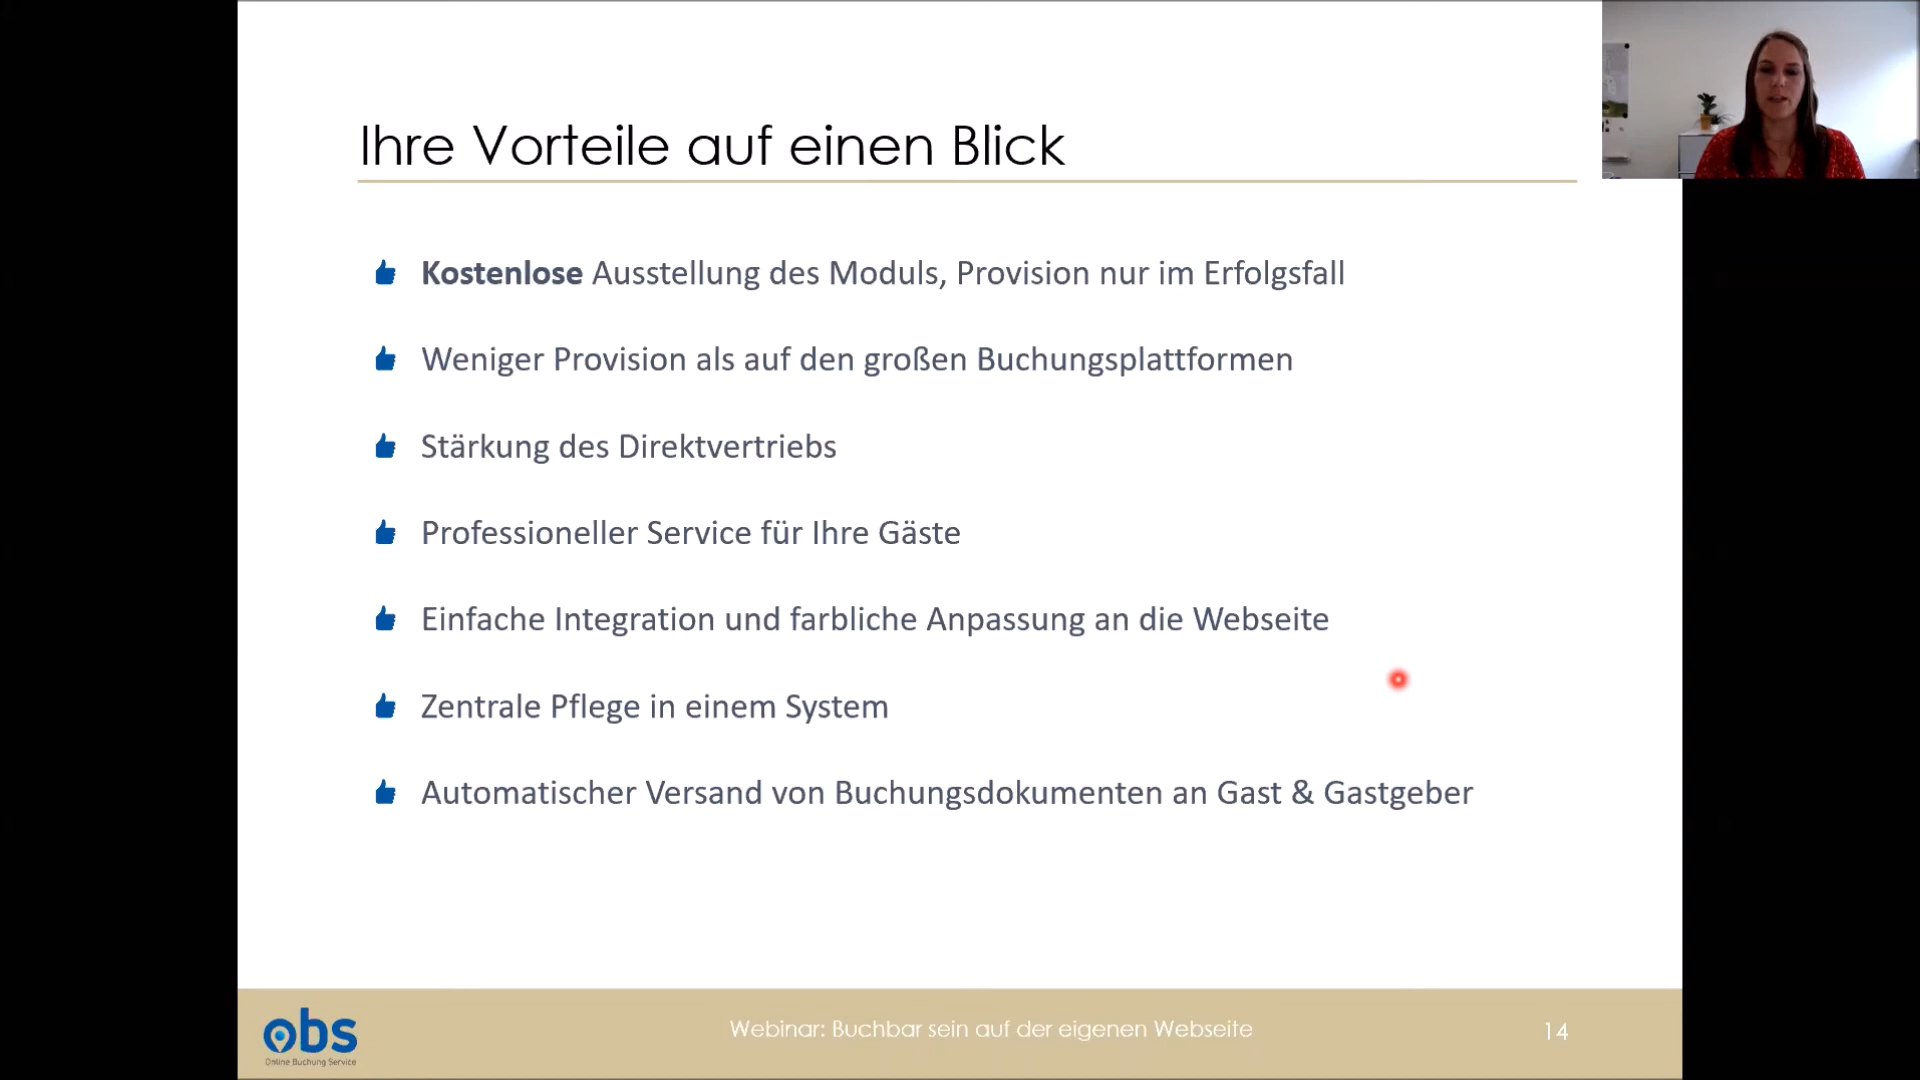 Ihre Vorteile auf einen Blick
Kostenlose Ausstellung des Moduls, Provision nur im Erfolgsfall
Weniger Provision als auf den großen Buchungsplattformen
Stärkung des Direktvertriebs
Professioneller Service für Ihre Gäste
Einfache Integration und farbliche Anpassung an die Webseite
Zentrale Pflege in einem System
Automatischer Versand von Buchungsdokumenten an Gast & Gastgeber
obs
Online Buchung Service
Webinar: Buchbar sein auf der eigenen Webseite
14